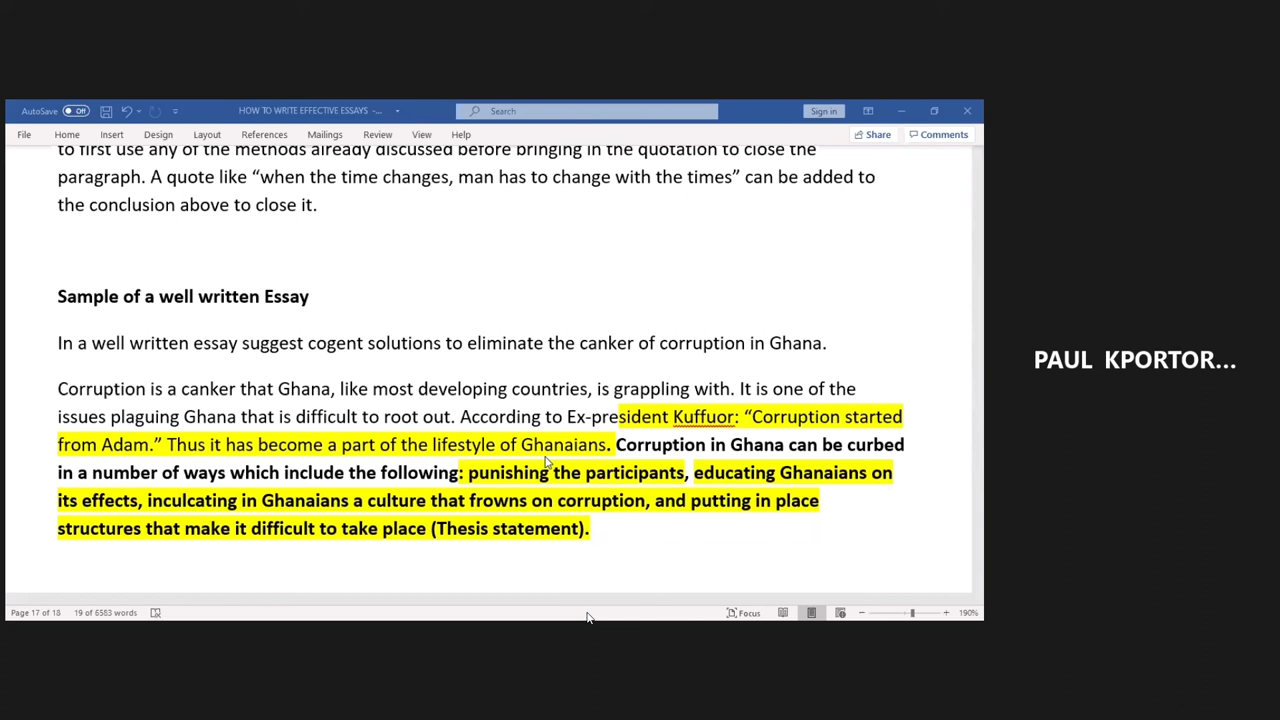 AutoSave Off HOW TO WRITE EFFECTIVE ESSAYS -... Search Sign in
File Home Insert Design Layout References Mailings Review View Help Share Comments
to first use any of the methods already discussed before bringing in the quotation to close the
paragraph. A quote like “when the time changes, man has to change with the times” can be added to
the conclusion above to close it.
Sample of a well written Essay
In a well written essay suggest cogent solutions to eliminate the canker of corruption in Ghana.
Corruption is a canker that Ghana, like most developing countries, is grappling with. It is one of the
issues plaguing Ghana that is difficult to root out. According to Ex-president Kuffuor: “Corruption started
from Adam.” Thus it has become a part of the lifestyle of Ghanaians. Corruption in Ghana can be curbed
in a number of ways which include the following: punishing the participants, educating Ghanaians on
its effects, inculcating in Ghanaians a culture that frowns on corruption, and putting in place
structures that make it difficult to take place (Thesis statement).
PAUL KPORTOR...
Page 17 of 18 19 of 6583 words Focus 190%